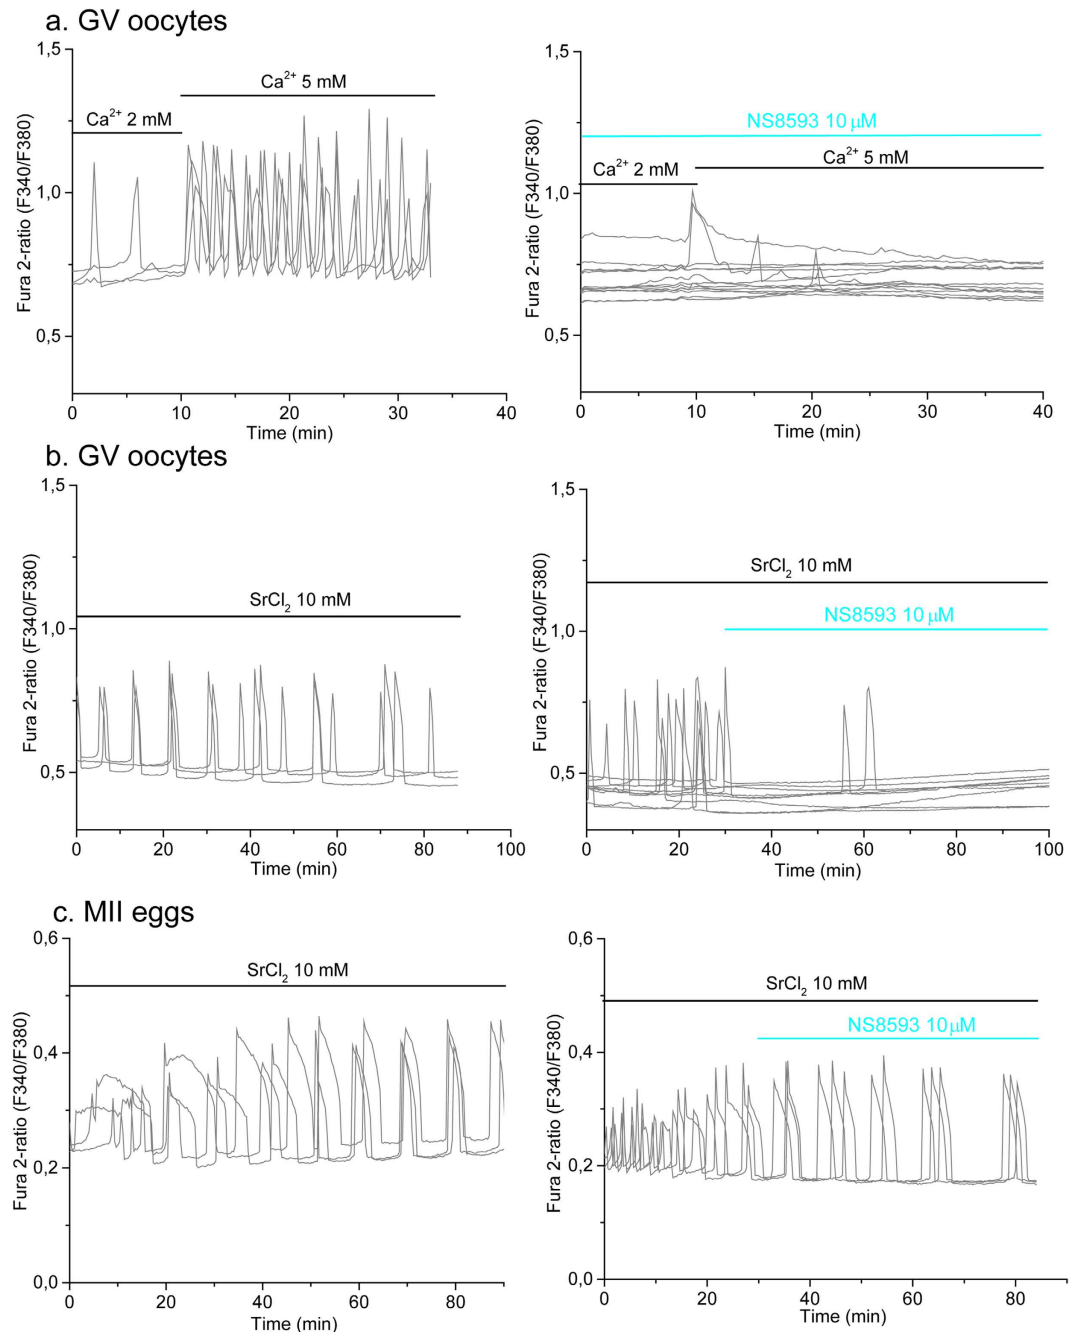 a. GV oocytes
1,5
1,0
0,5
Fura 2-ratio (F340/F380)
Ca²⁺ 2 mM
Ca²⁺ 5 mM
0
10
20
30
40
Time (min)
1,5
1,0
0,5
Fura 2-ratio (F340/F380)
NS8593 10 μM
Ca²⁺ 2 mM
Ca²⁺ 5 mM
0
10
20
30
40
Time (min)
b. GV oocytes
1,5
1,0
0,5
Fura 2-ratio (F340/F380)
SrCl₂ 10 mM
0
20
40
60
80
100
Time (min)
1,5
1,0
0,5
Fura 2-ratio (F340/F380)
SrCl₂ 10 mM
NS8593 10 μM
0
20
40
60
80
100
Time (min)
c. MII eggs
0,6
0,4
0,2
0,0
Fura 2-ratio (F340/F380)
SrCl₂ 10 mM
0
20
40
60
80
Time (min)
0,6
0,4
0,2
0,0
Fura 2-ratio (F340/F380)
SrCl₂ 10 mM
NS8593 10 μM
0
20
40
60
80
Time (min)